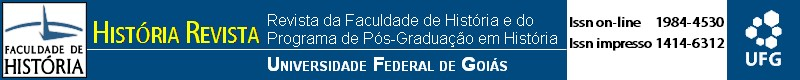 FACULDADE DE
HISTÓRIA
HISTÓRIA REVISTA
Revista da Faculdade de História e do
Programa de Pós-Graduação em História
UNIVERSIDADE FEDERAL DE GOIÁS
Issn on-line 1984-4530
Issn impresso 1414-6312
UFG